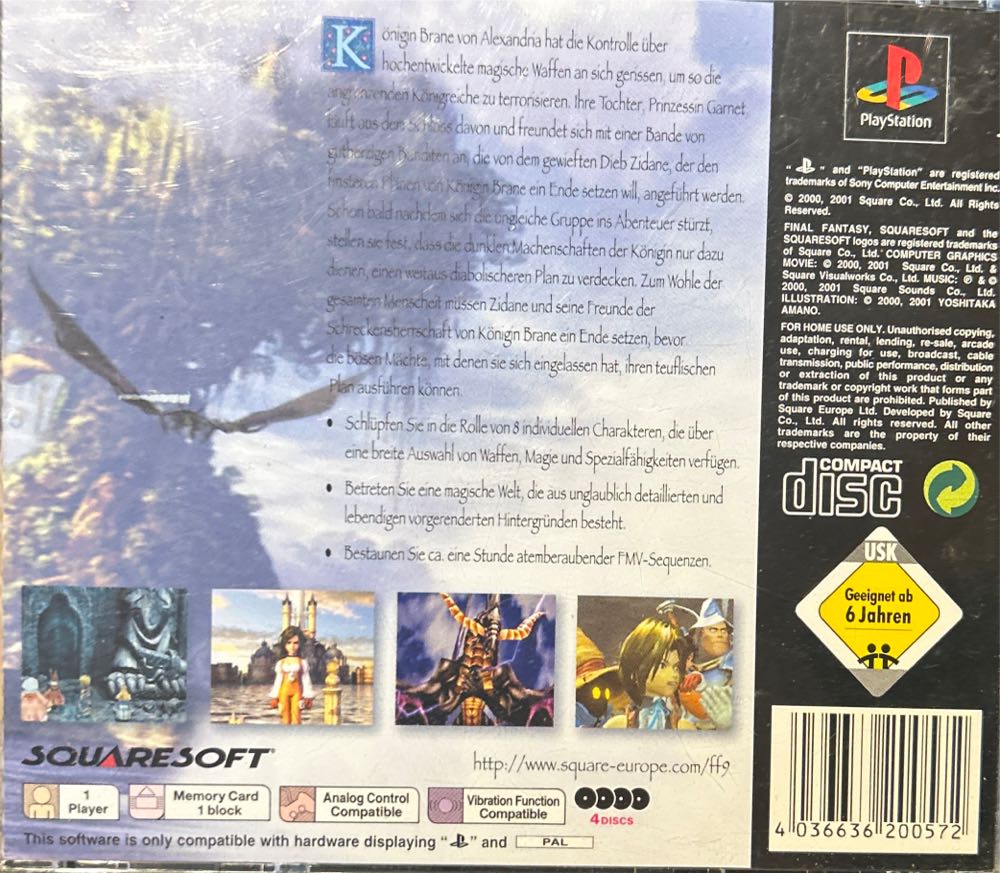 Königin Brane von Alexandria hat die Kontrolle über
hochentwickelte magische Waffen an sich gerissen, um so die
angrenzenden Königreiche zu terrorisieren. Ihre Tochter, Prinzessin Garnet,
läuft aus dem Schloss davon und freundet sich mit einer Bande von
gutherzigen Banditen an, die von dem gewieften Dieb Zidane, der den
finsteren Plänen von Königin Brane ein Ende setzen will, angeführt werden.
Schon bald nachdem sich die ungleiche Gruppe ins Abenteuer stürzt,
stellen sie fest, dass die dunklen Machenschaften der Königin nur dazu
dienen, einen weitaus diabolischeren Plan zu verdecken. Zum Wohle der
gesamten Menscheit müssen Zidane und seine Freunde der
Schreckensherrschaft von Königin Brane ein Ende setzen, bevor
die bösen Mächte, mit denen sie sich eingelassen hat, ihren teuflischen
Plan ausführen können.
• Schlüpfen Sie in die Rolle von 8 individuellen Charakteren, die über
eine breite Auswahl von Waffen, Magie und Spezialfähigkeiten verfügen.
• Betreten Sie eine magische Welt, die aus unglaublich detaillierten und
lebendigen vorgerenderten Hintergründen besteht.
• Bestaunen Sie ca. eine Stunde atemberaubender FMV-Sequenzen.
SQUARESOFT
http://www.square-europe.com/ff9
1
Player
Memory Card
1 block
Analog Control
Compatible
Vibration Function
Compatible
4 DISCS
This software is only compatible with hardware displaying " " and PAL
PlayStation
" " and "PlayStation" are registered
trademarks of Sony Computer Entertainment Inc.
© 2000, 2001 Square Co., Ltd. All Rights
Reserved.
FINAL FANTASY, SQUARESOFT and the
SQUARESOFT logos are registered trademarks
of Square Co., Ltd. COMPUTER GRAPHICS
MOVIE: © 2000, 2001 Square Co., Ltd. &
Square Visualworks Co., Ltd. MUSIC: ℗ & ©
2000, 2001 Square Sounds Co., Ltd.
ILLUSTRATION: © 2000, 2001 YOSHITAKA
AMANO.
FOR HOME USE ONLY. Unauthorised copying,
adaptation, rental, lending, re-sale, arcade
use, charging for use, broadcast, cable
transmission, public performance, distribution
or extraction of this product or any
trademark or copyright work that forms part
of this product are prohibited. Published by
Square Europe Ltd. Developed by Square
Co., Ltd. All rights reserved. All other
trademarks are the property of their
respective companies.
COMPACT
disc
USK
Geeignet ab
6 Jahren
4 036636 200572